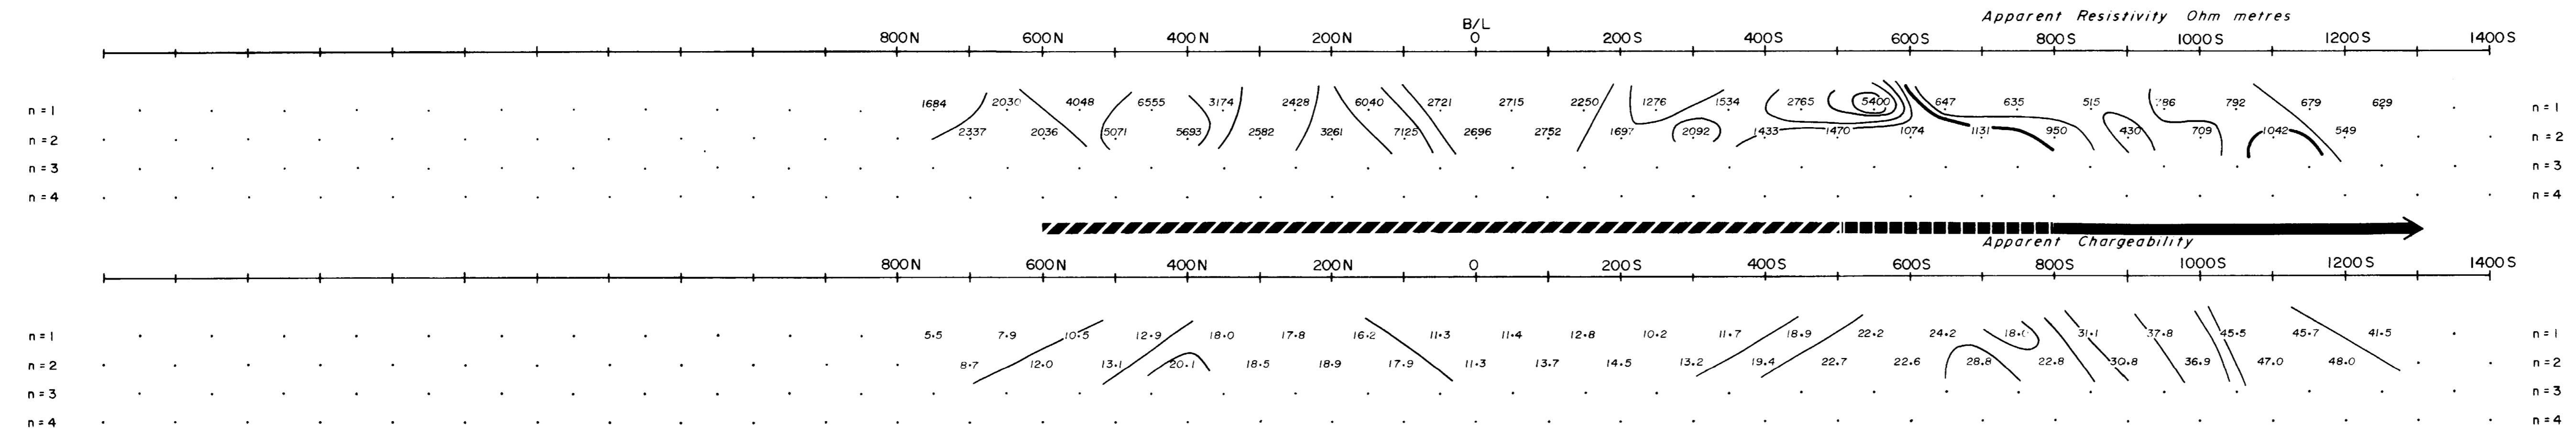 Apparent Resistivity Ohm metres
B/L
800N 600N 400N 200N 0 200S 400S 600S 800S 1000S 1200S 1400S
n=1 1684 2030 4048 6555 3174 2428 6040 2721 2715 2250 1276 1534 2765 5400 647 635 515 786 792 679 629 n=1
n=2 2337 2036 5071 5693 2582 3261 7125 2696 2752 1697 2092 1433 1470 1074 1131 950 430 709 1042 549 n=2
n=3 n=3
n=4 n=4
Apparent Chargeability
800N 600N 400N 200N 0 200S 400S 600S 800S 1000S 1200S 1400S
n=1 5.5 7.9 10.5 12.9 18.0 17.8 16.2 11.3 11.4 12.8 10.2 11.7 18.9 22.2 24.2 18.0 31.1 37.8 45.5 45.7 41.5 n=1
n=2 8.7 12.0 13.1 20.1 18.5 18.9 17.9 11.3 13.7 14.5 13.2 19.4 22.7 22.6 28.8 22.8 30.8 36.9 47.0 48.0 n=2
n=3 n=3
n=4 n=4